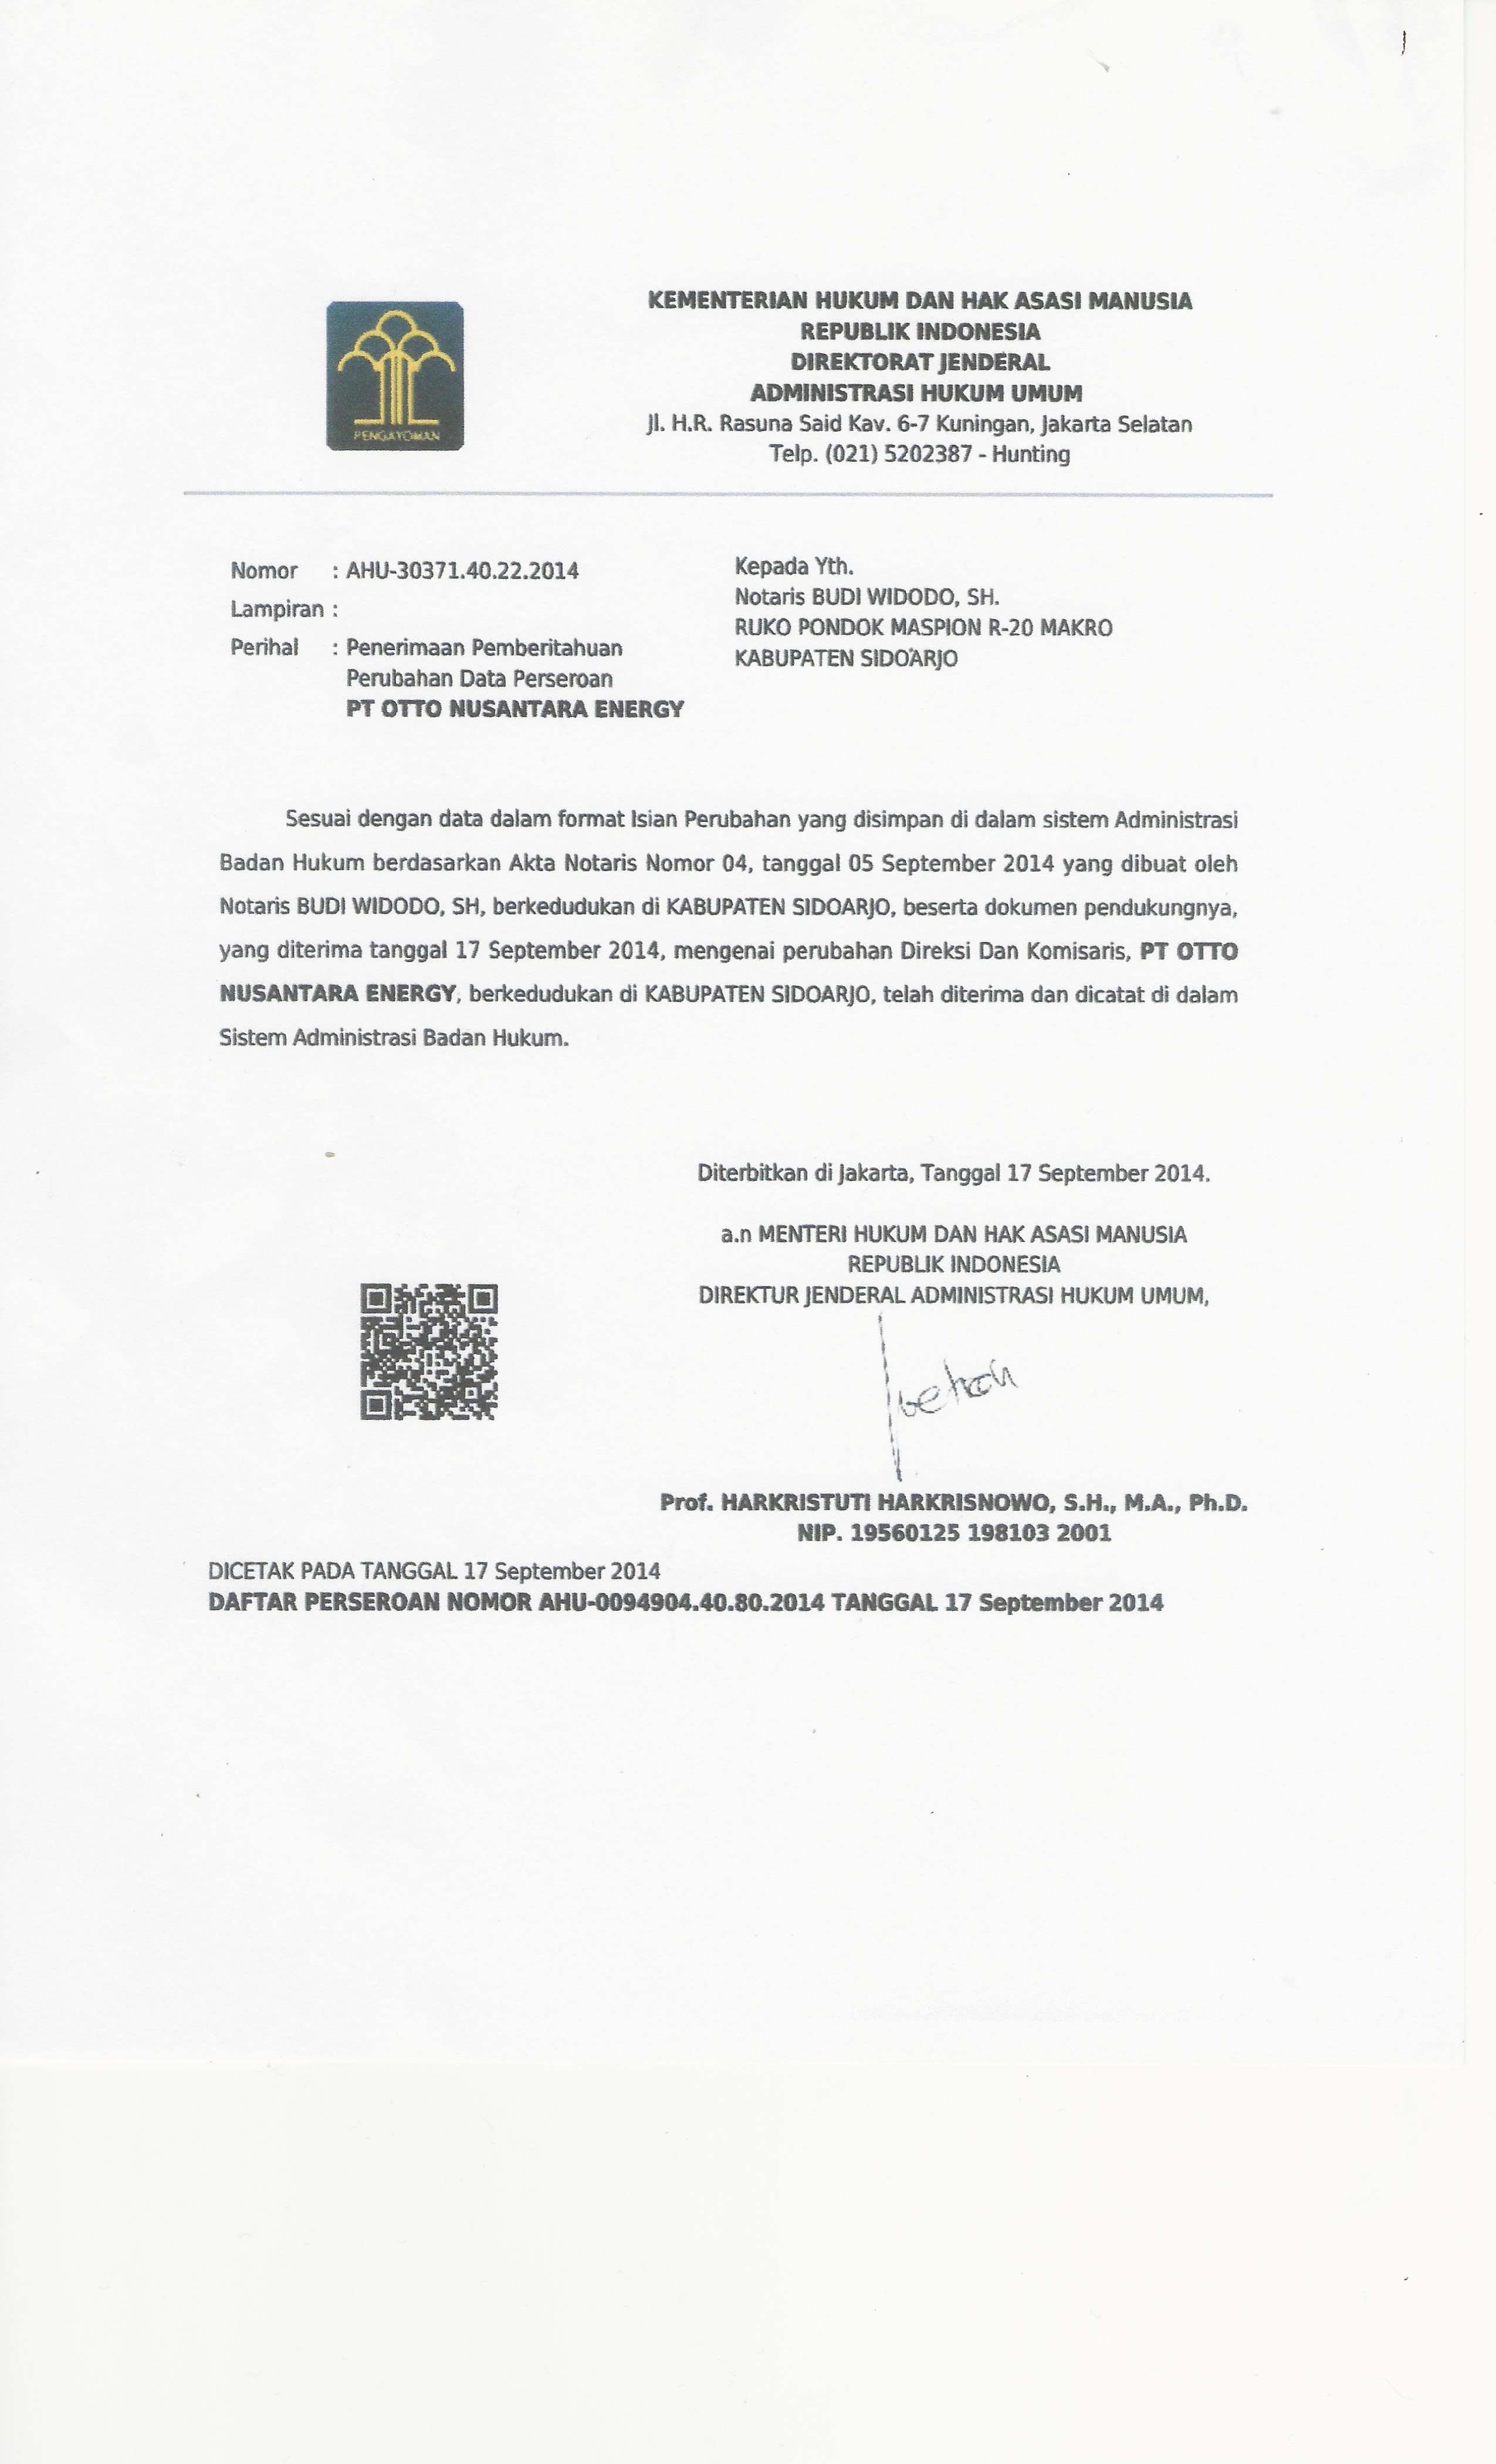 KEMENTERIAN HUKUM DAN HAK ASASI MANUSIA
REPUBLIK INDONESIA
DIREKTORAT JENDERAL
ADMINISTRASI HUKUM UMUM
Jl. H.R. Rasuna Said Kav. 6-7 Kuningan, Jakarta Selatan
Telp. (021) 5202387 - Hunting
PENGAYOMAN
Nomor : AHU-30371.40.22.2014
Lampiran :
Perihal : Penerimaan Pemberitahuan
Perubahan Data Perseroan
PT OTTO NUSANTARA ENERGY
Kepada Yth.
Notaris BUDI WIDODO, SH.
RUKO PONDOK MASPION R-20 MAKRO
KABUPATEN SIDOARJO
Sesuai dengan data dalam format Isian Perubahan yang disimpan di dalam sistem Administrasi
Badan Hukum berdasarkan Akta Notaris Nomor 04, tanggal 05 September 2014 yang dibuat oleh
Notaris BUDI WIDODO, SH, berkedudukan di KABUPATEN SIDOARJO, beserta dokumen pendukungnya,
yang diterima tanggal 17 September 2014, mengenai perubahan Direksi Dan Komisaris, PT OTTO
NUSANTARA ENERGY, berkedudukan di KABUPATEN SIDOARJO, telah diterima dan dicatat di dalam
Sistem Administrasi Badan Hukum.
Diterbitkan di Jakarta, Tanggal 17 September 2014.
a.n MENTERI HUKUM DAN HAK ASASI MANUSIA
REPUBLIK INDONESIA
DIREKTUR JENDERAL ADMINISTRASI HUKUM UMUM,
Prof. HARKRISTUTI HARKRISNOWO, S.H., M.A., Ph.D.
NIP. 19560125 198103 2001
DICETAK PADA TANGGAL 17 September 2014
DAFTAR PERSEROAN NOMOR AHU-0094904.40.80.2014 TANGGAL 17 September 2014